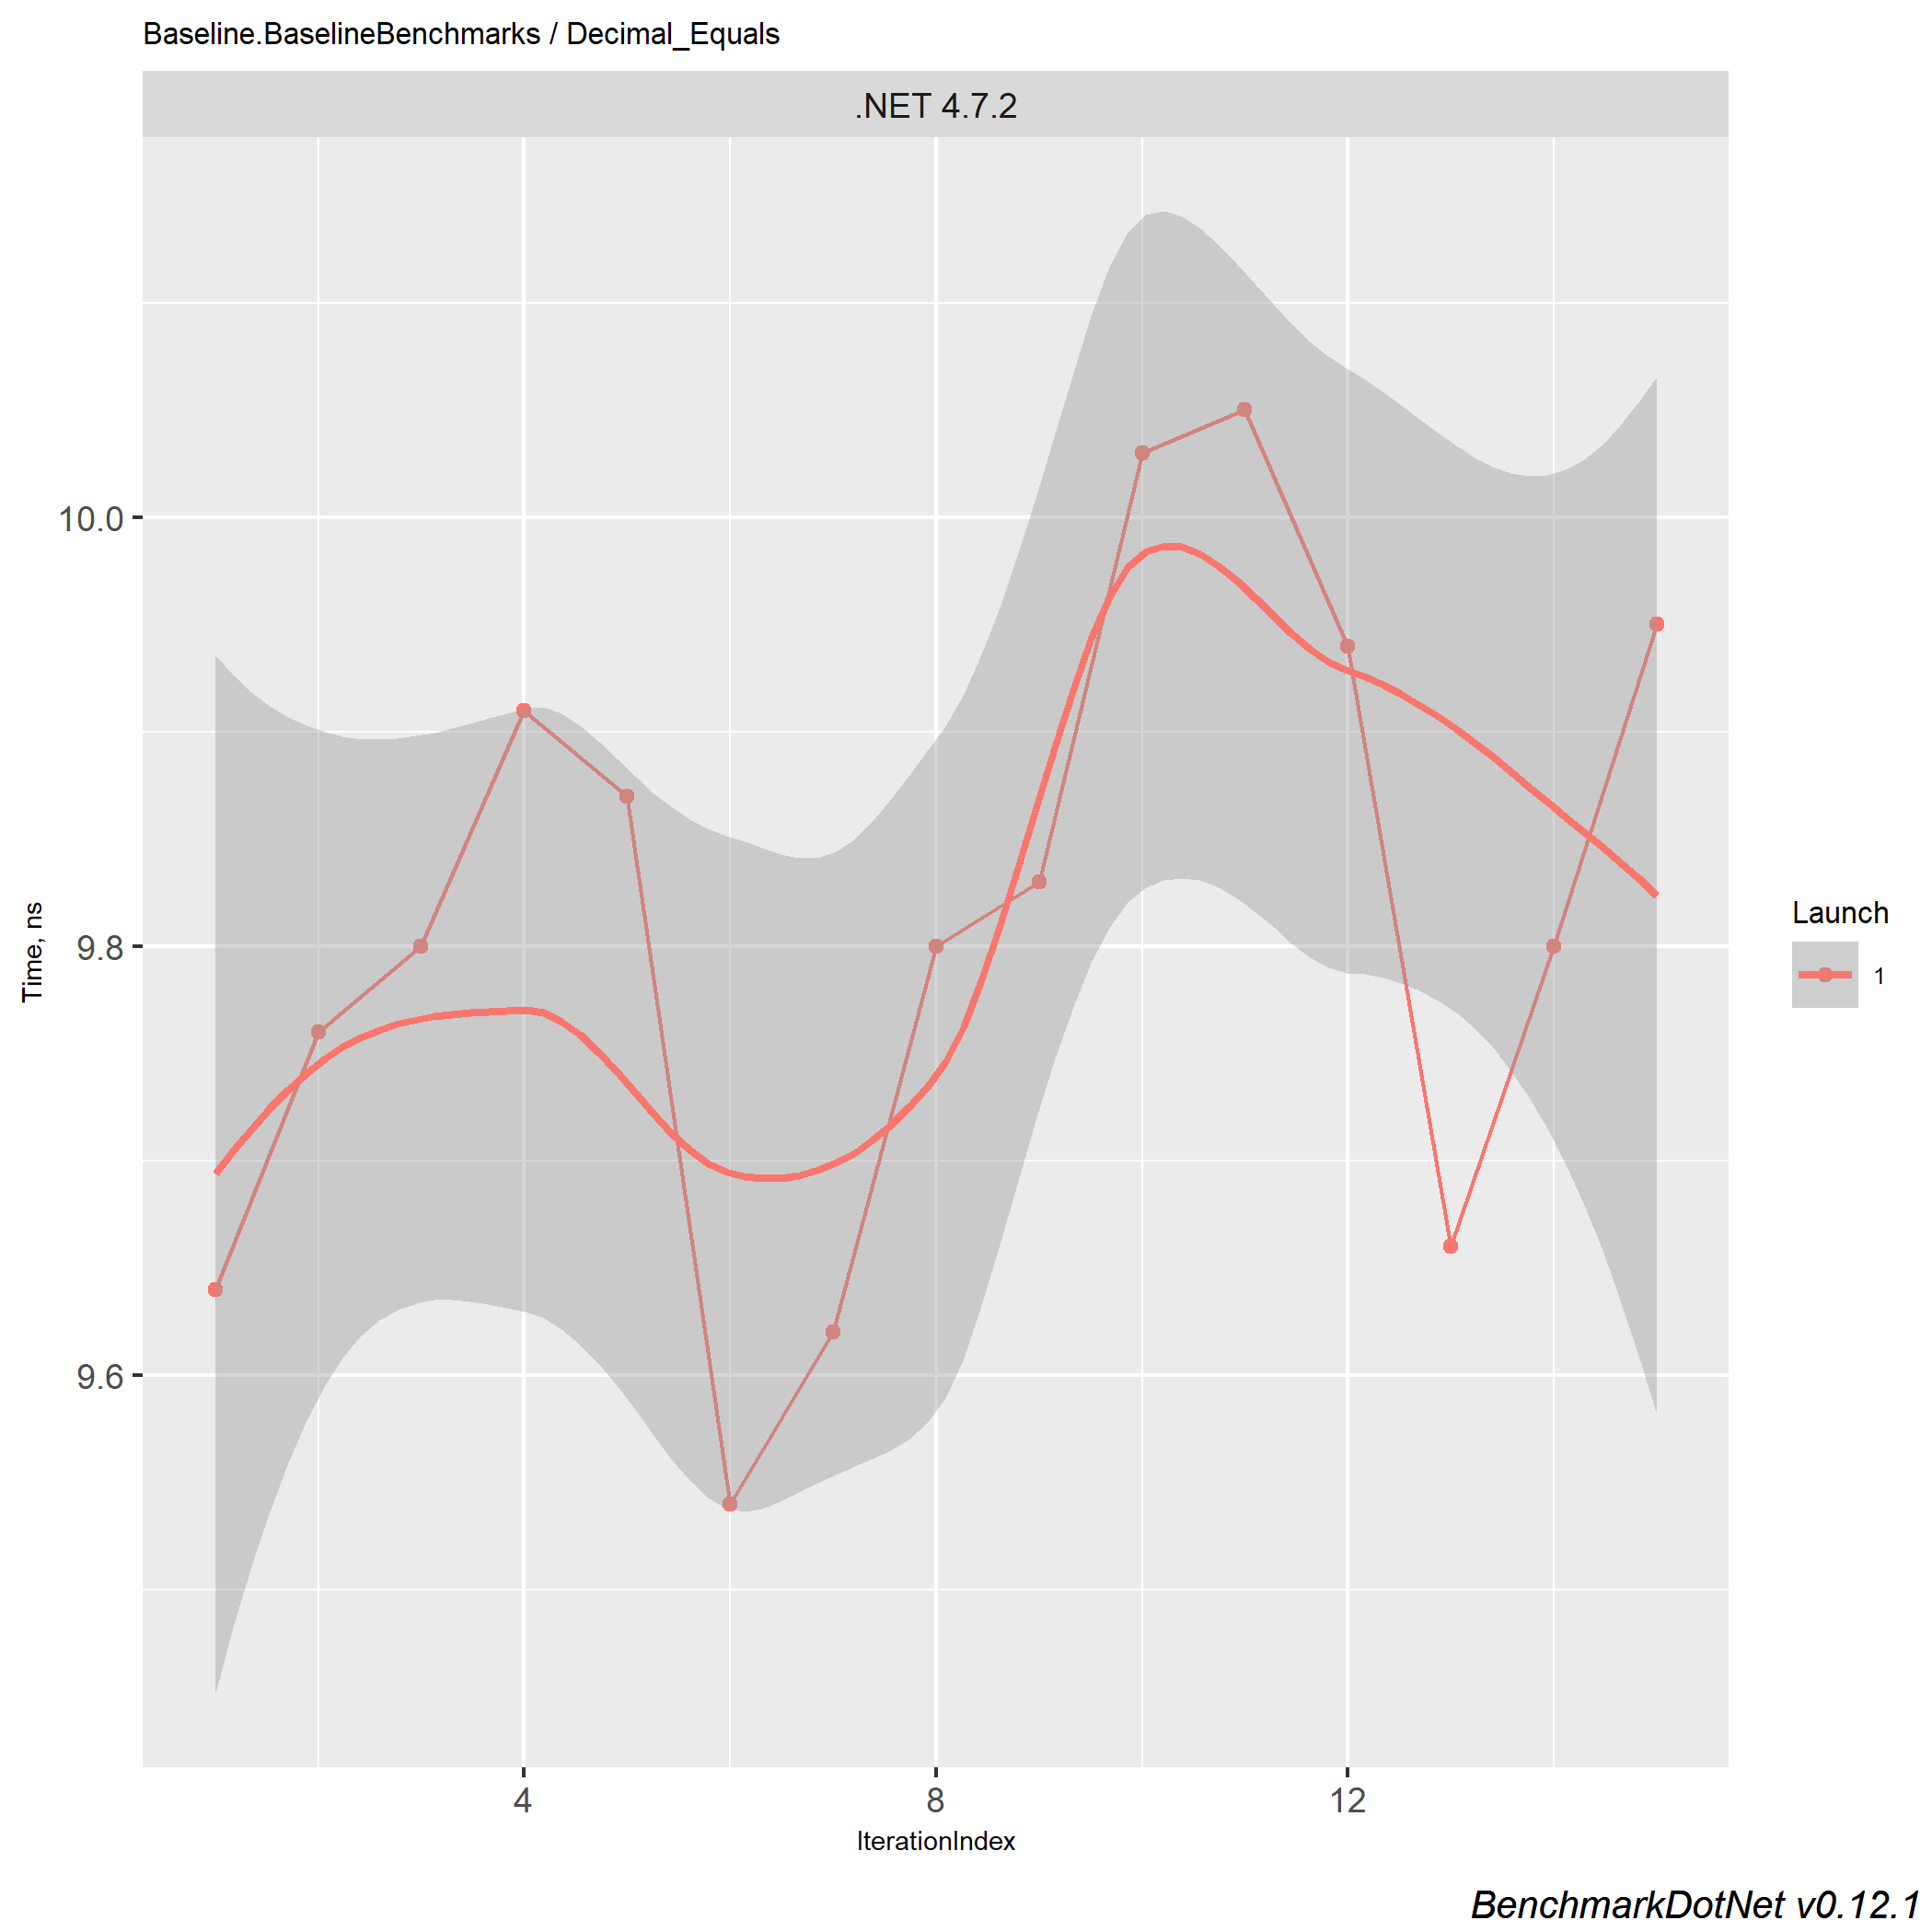 Baseline.BaselineBenchmarks / Decimal_Equals
.NET 4.7.2
10.0
9.8
9.6
Time, ns
4
8
12
IterationIndex
Launch
1
BenchmarkDotNet v0.12.1